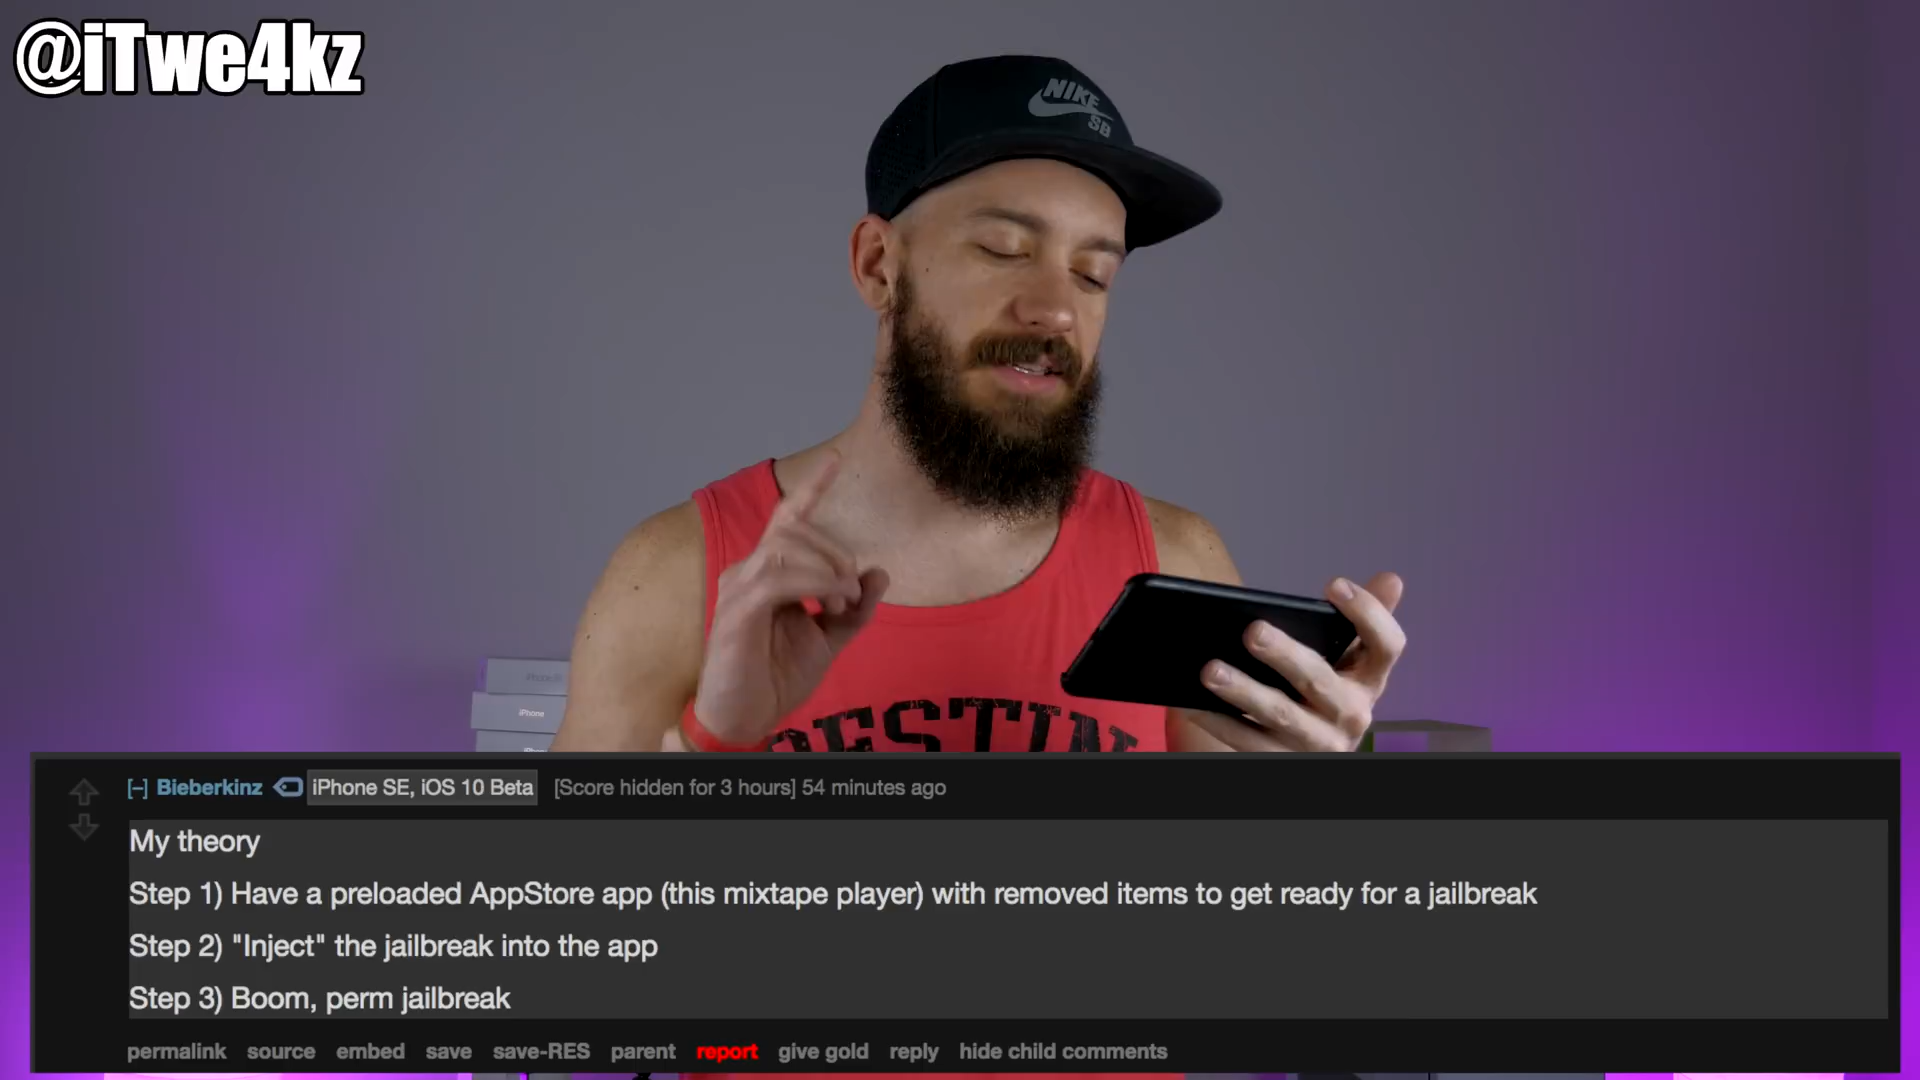 @iTwe4kz
NIKE
SB
iPhone
DESTIN
[–] Bieberkinz iPhone SE, iOS 10 Beta [Score hidden for 3 hours] 54 minutes ago
My theory
Step 1) Have a preloaded AppStore app (this mixtape player) with removed items to get ready for a jailbreak
Step 2) "Inject" the jailbreak into the app
Step 3) Boom, perm jailbreak
permalink source embed save save-RES parent report give gold reply hide child comments